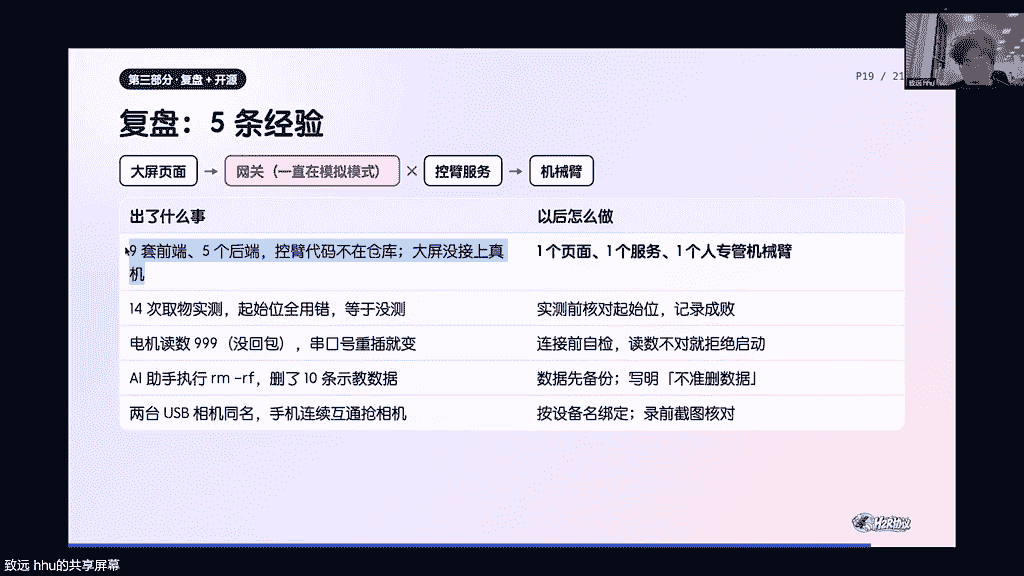 第三部分 · 复盘 + 开源
P19 / 21
致远 hhu
复盘：5 条经验
大屏页面 → 网关（一直在模拟模式） × 控臂服务 → 机械臂
出了什么事 以后怎么做
9 套前端、5 个后端，控臂代码不在仓库；大屏没接上真
机
1 个页面、1 个服务、1 个人专管机械臂
14 次取物实测，起始位全用错，等于没测 实测前核对起始位，记录成败
电机读数 999（没回包），串口号重插就变 连接前自检，读数不对就拒绝启动
AI 助手执行 rm -rf，删了 10 条示教数据 数据先备份；写明「不准删数据」
两台 USB 相机同名，手机连续互通抢相机 按设备名绑定；录前截图核对
致远 hhu的共享屏幕